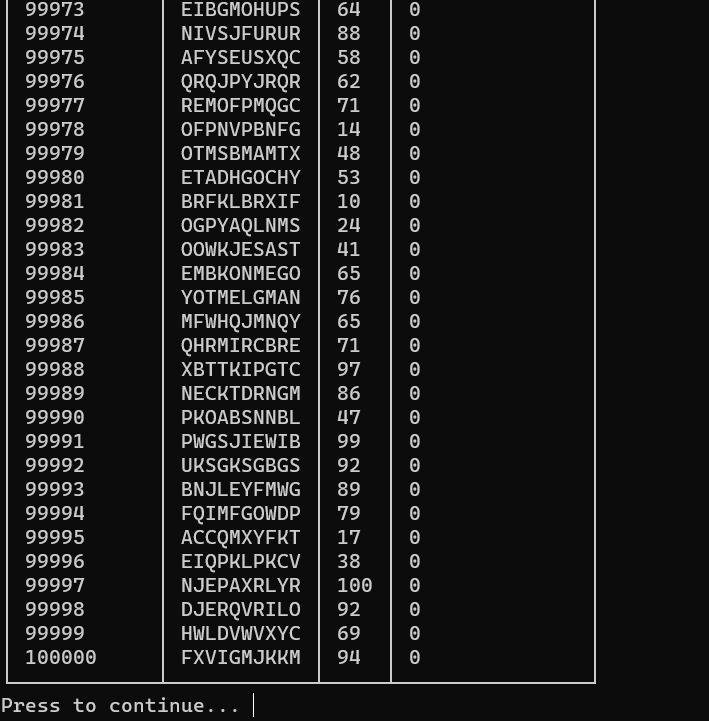 99973 EIBGMOHUPS 64 0
99974 NIVSJFURUR 88 0
99975 AFYSEUSXQC 58 0
99976 QRQJPYJRQR 62 0
99977 REMOFPMQGC 71 0
99978 OFPNVPBNFG 14 0
99979 OTMSBMAMTX 48 0
99980 ETADHGOCHY 53 0
99981 BRFKLBRXIF 10 0
99982 OGPYAQLNMS 24 0
99983 OOWKJESAST 41 0
99984 EMBKONMEGO 65 0
99985 YOTMELGMAN 76 0
99986 MFWHQJMNQY 65 0
99987 QHRMIRCBRE 71 0
99988 XBTTKIPGTC 97 0
99989 NECKTDRNGM 86 0
99990 PKOABSNNBL 47 0
99991 PWGSJIEWIB 99 0
99992 UKSGKSGBGS 92 0
99993 BNJLEYFMWG 89 0
99994 FQIMFGOWDP 79 0
99995 ACCQMXYFKT 17 0
99996 EIQPKLPKCV 38 0
99997 NJEPAXRLYR 100 0
99998 DJERQVRILO 92 0
99999 HWLDVWVXYC 69 0
100000 FXVIGMJKKM 94 0
Press to continue...